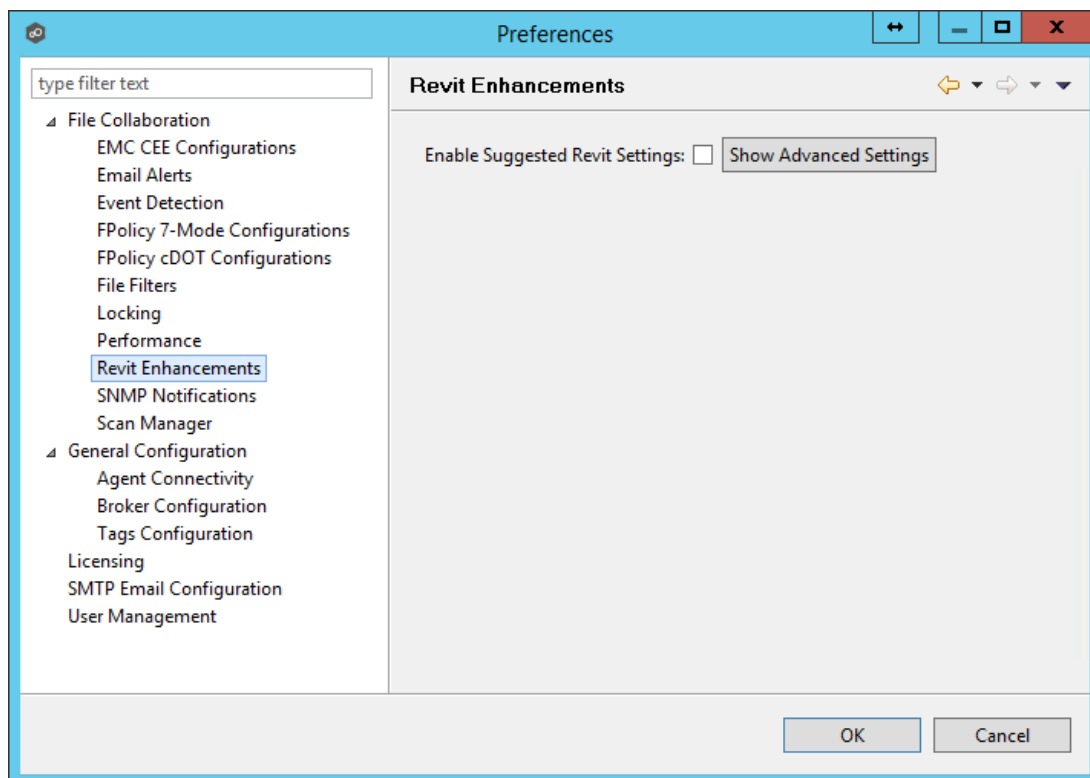 Preferences
type filter text
File Collaboration
EMC CEE Configurations
Email Alerts
Event Detection
FPolicy 7-Mode Configurations
FPolicy cDOT Configurations
File Filters
Locking
Performance
Revit Enhancements
SNMP Notifications
Scan Manager
General Configuration
Agent Connectivity
Broker Configuration
Tags Configuration
Licensing
SMTP Email Configuration
User Management
Revit Enhancements
Enable Suggested Revit Settings: Show Advanced Settings
OK Cancel